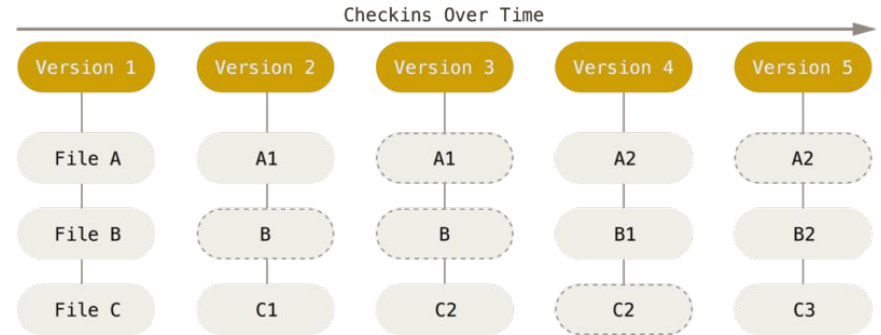 Checkins Over Time
Version 1 Version 2 Version 3 Version 4 Version 5
File A A1 A1 A2 A2
File B B B B1 B2
File C C1 C2 C2 C3